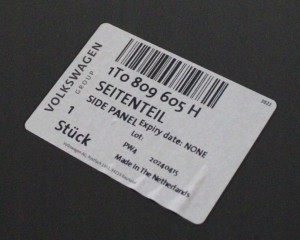 VOLKSWAGEN
GROUP
1T0 809 605 H
SEITENTEIL
SIDE PANEL Expiry date: NONE
Lot:
1
Stück
PW4 20240415
Made In The Netherlands